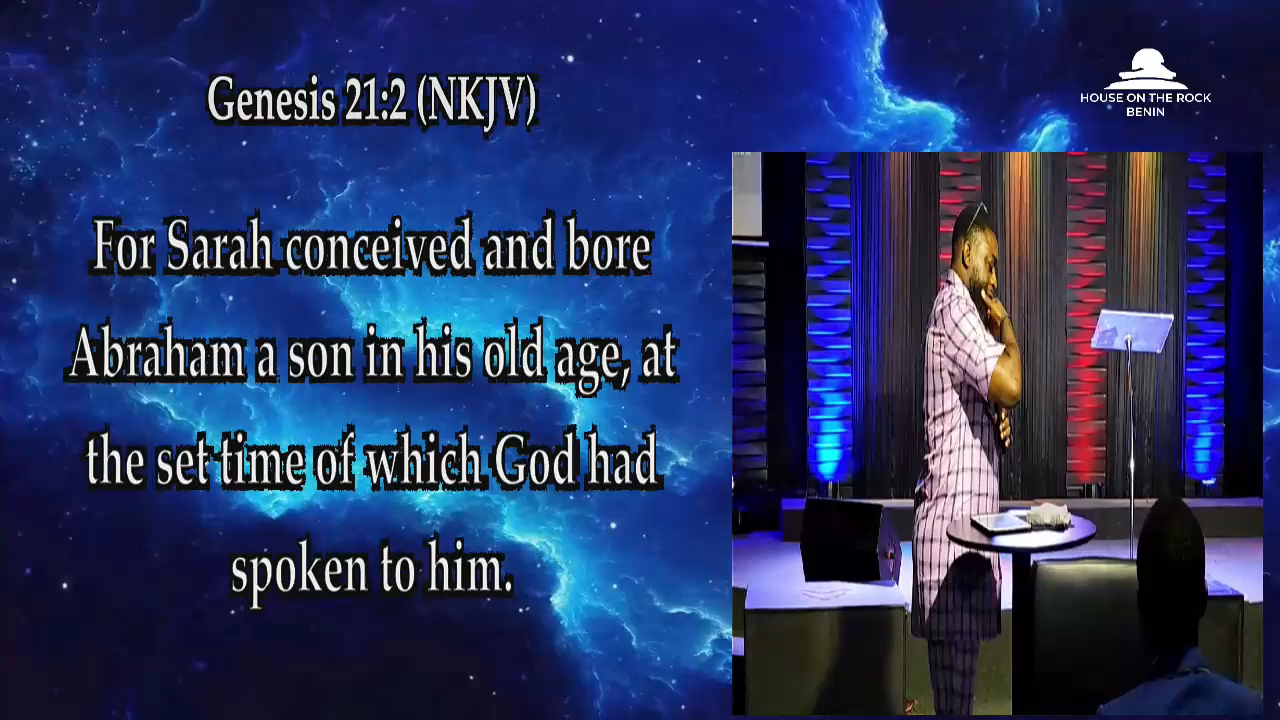 Genesis 21:2 (NKJV)
For Sarah conceived and bore
Abraham a son in his old age, at
the set time of which God had
spoken to him.
HOUSE ON THE ROCK
BENIN